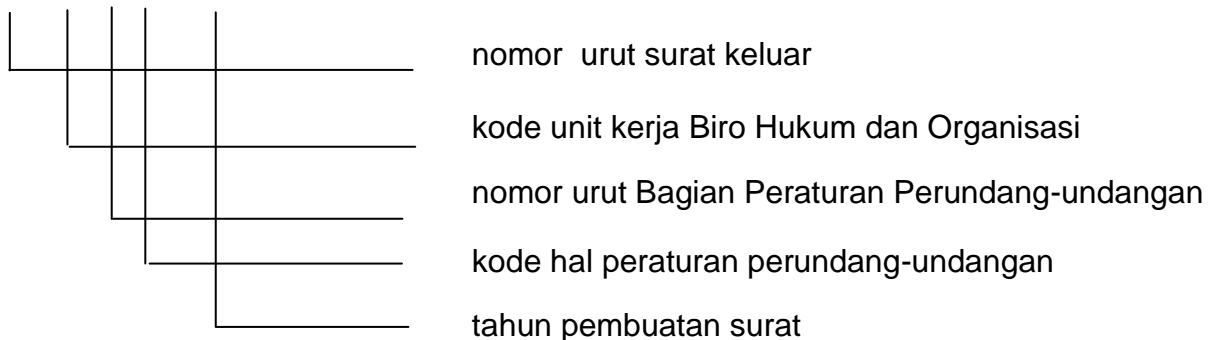 nomor urut surat keluar
kode unit kerja Biro Hukum dan Organisasi
nomor urut Bagian Peraturan Perundang-undangan
kode hal peraturan perundang-undangan
tahun pembuatan surat